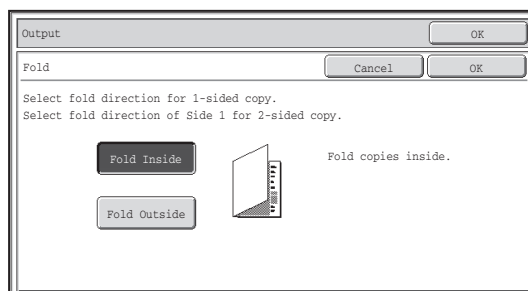 Output OK
Fold Cancel OK
Select fold direction for 1-sided copy.
Select fold direction of Side 1 for 2-sided copy.
Fold Inside Fold copies inside.
Fold Outside